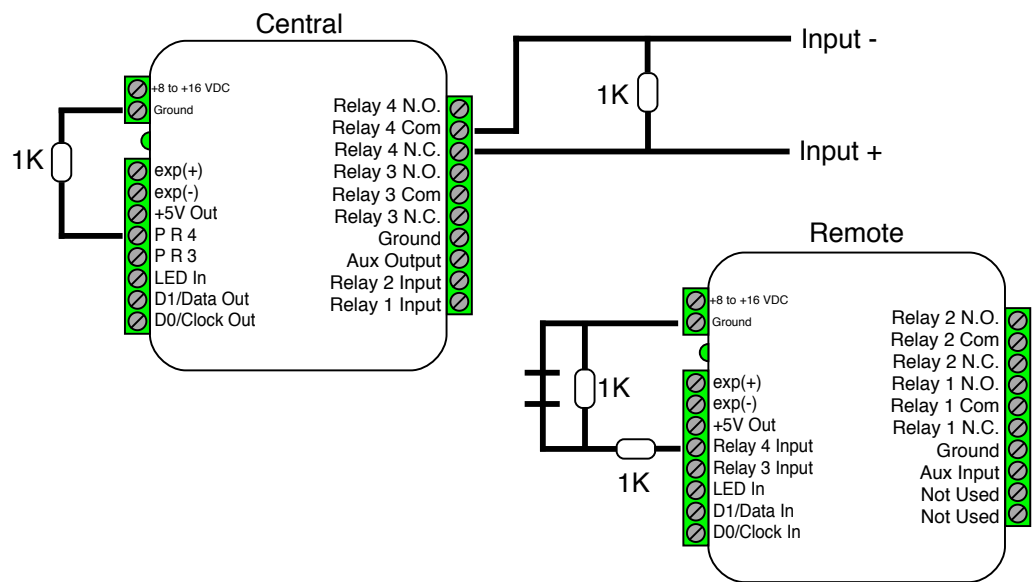 Central
+8 to +16 VDC
Ground
1K
exp(+)
exp(-)
+5V Out
P R 4
P R 3
LED In
D1/Data Out
D0/Clock Out
Relay 4 N.O.
Relay 4 Com
Relay 4 N.C.
Relay 3 N.O.
Relay 3 Com
Relay 3 N.C.
Ground
Aux Output
Relay 2 Input
Relay 1 Input
Input -
1K
Input +
Remote
+8 to +16 VDC
Ground
1K
1K
exp(+)
exp(-)
+5V Out
Relay 4 Input
Relay 3 Input
LED In
D1/Data In
D0/Clock In
Relay 2 N.O.
Relay 2 Com
Relay 2 N.C.
Relay 1 N.O.
Relay 1 Com
Relay 1 N.C.
Ground
Aux Input
Not Used
Not Used